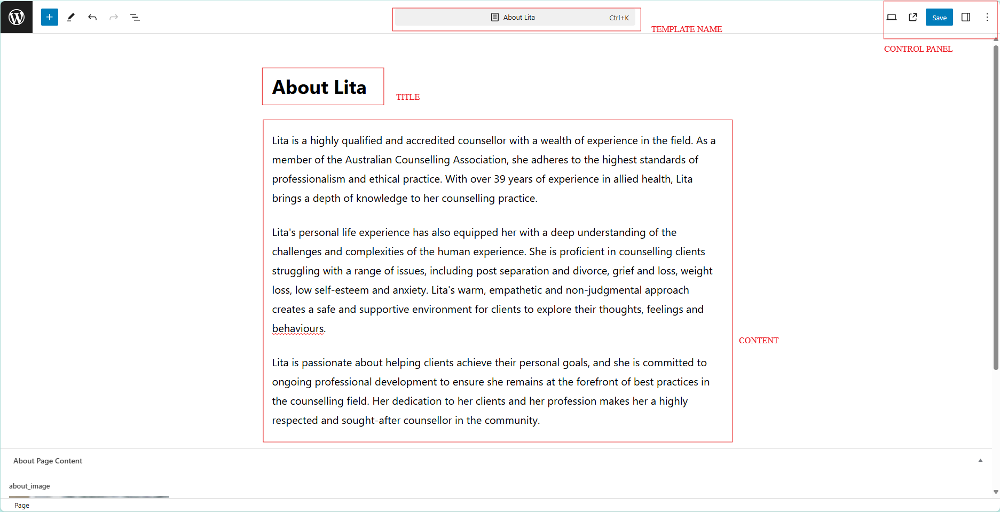 About Lita
Ctrl+K
Save
TEMPLATE NAME
CONTROL PANEL
About Lita
TITLE
Lita is a highly qualified and accredited counsellor with a wealth of experience in the field. As a
member of the Australian Counselling Association, she adheres to the highest standards of
professionalism and ethical practice. With over 39 years of experience in allied health, Lita
brings a depth of knowledge to her counselling practice.
Lita's personal life experience has also equipped her with a deep understanding of the
challenges and complexities of the human experience. She is proficient in counselling clients
struggling with a range of issues, including post separation and divorce, grief and loss, weight
loss, low self-esteem and anxiety. Lita's warm, empathetic and non-judgmental approach
creates a safe and supportive environment for clients to explore their thoughts, feelings and
behaviours.
CONTENT
Lita is passionate about helping clients achieve their personal goals, and she is committed to
ongoing professional development to ensure she remains at the forefront of best practices in
the counselling field. Her dedication to her clients and her profession makes her a highly
respected and sought-after counsellor in the community.
About Page Content
about_image
Page